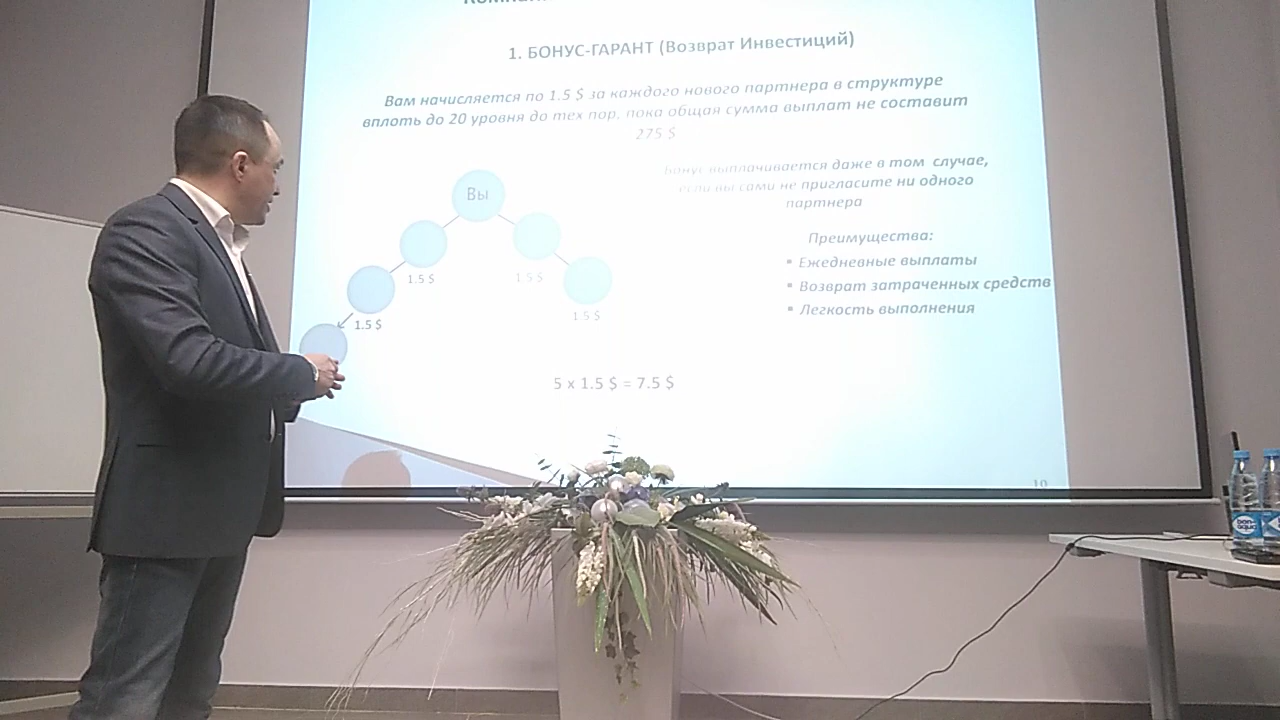 1. БОНУС-ГАРАНТ (Возврат Инвестиций)
Вам начисляется по 1.5 $ за каждого нового партнера в структуре
вплоть до 20 уровня до тех пор, пока общая сумма выплат не составит
275 $
Бонус выплачивается даже в том случае,
если вы сами не пригласите ни одного
партнера
Вы
1.5 $
1.5 $
1.5 $
1.5 $
Преимущества:
▪ Ежедневные выплаты
▪ Возврат затраченных средств
▪ Легкость выполнения
5 x 1.5 $ = 7.5 $
10